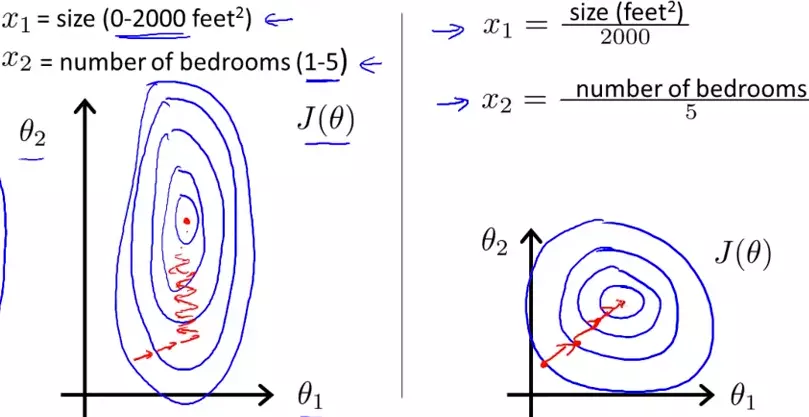 x₁ = size (0-2000 feet²)
x₂ = number of bedrooms (1-5)
θ₂
J(θ)
θ₁
x₁ = size (feet²) / 2000
x₂ = number of bedrooms / 5
θ₂
J(θ)
θ₁